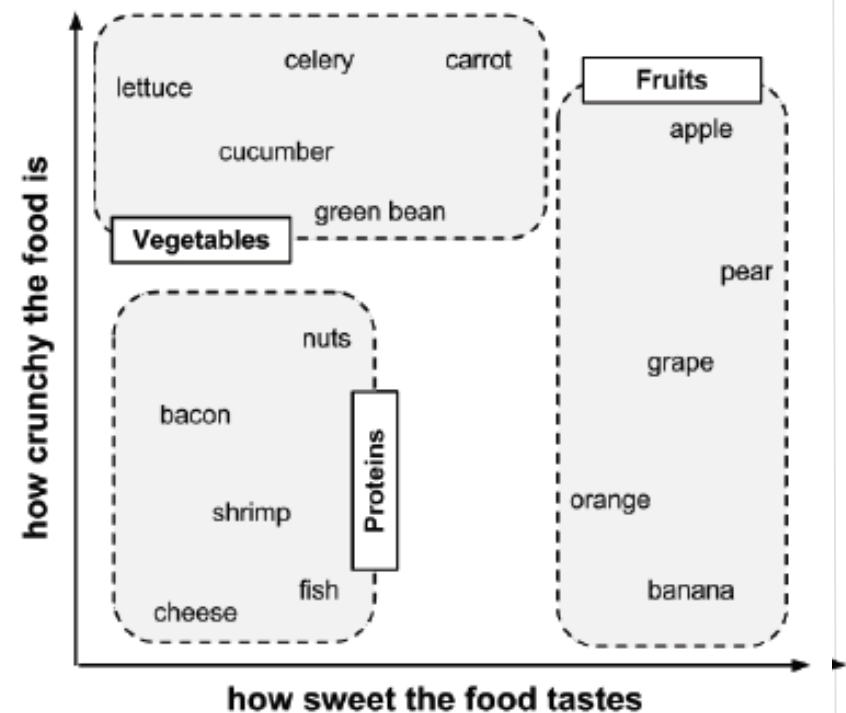 celery
carrot
lettuce
cucumber
green bean
Vegetables
Fruits
apple
pear
grape
orange
banana
nuts
bacon
shrimp
fish
cheese
Proteins
how crunchy the food is
how sweet the food tastes